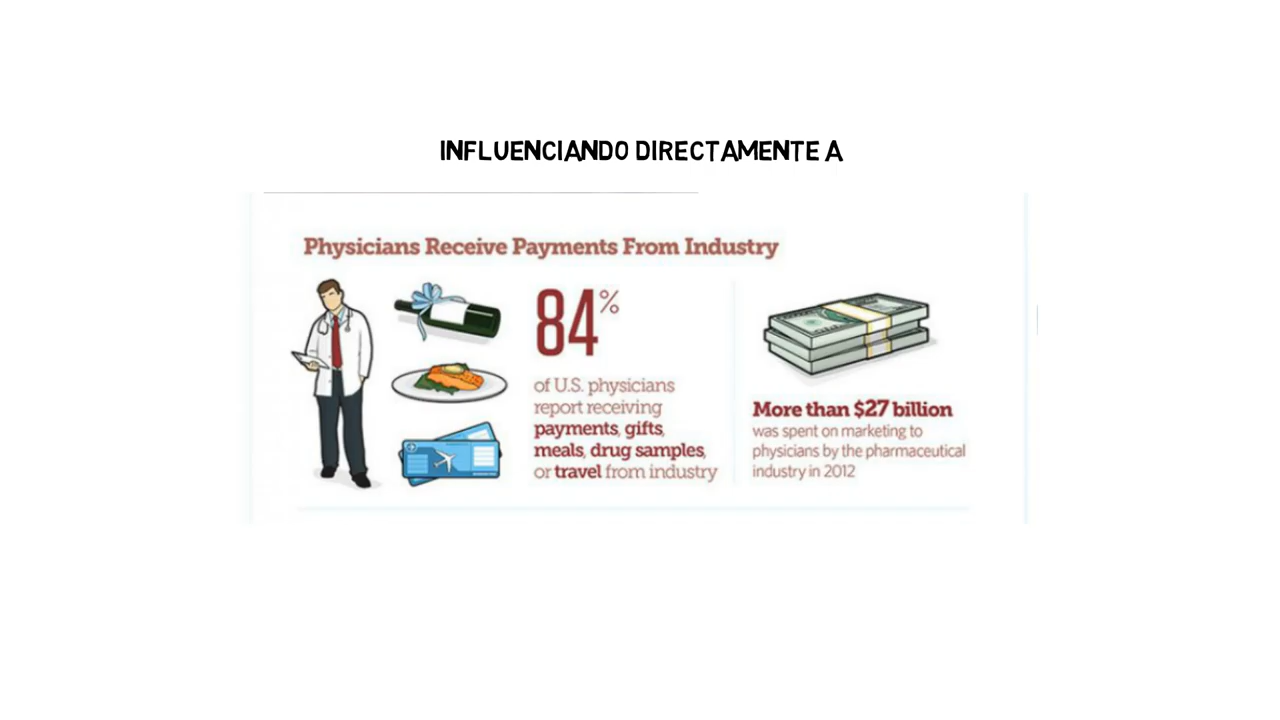 INFLUENCIANDO DIRECTAMENTE A
Physicians Receive Payments From Industry
84%
of U.S. physicians
report receiving
payments, gifts,
meals, drug samples,
or travel from industry
More than $27 billion
was spent on marketing to
physicians by the pharmaceutical
industry in 2012